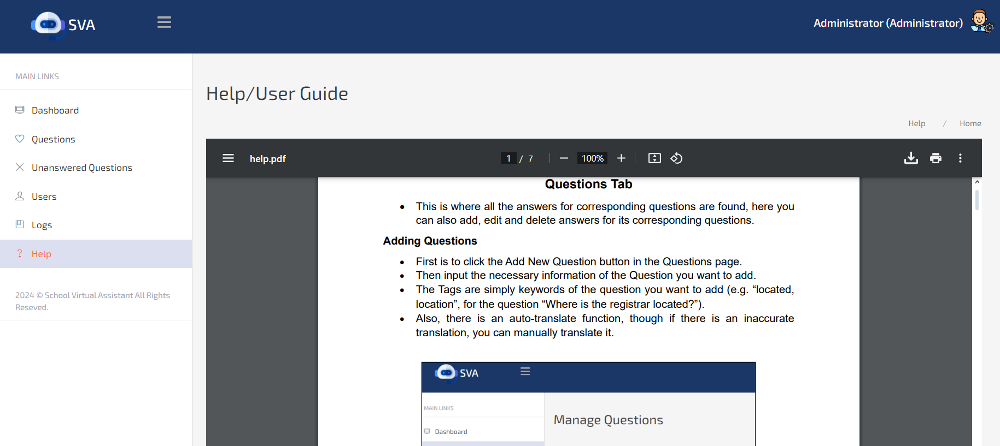 SVA
Administrator (Administrator)
MAIN LINKS
Dashboard
Questions
Unanswered Questions
Users
Logs
Help
2024 © School Virtual Assistant All Rights
Reseved.
Help/User Guide
Help / Home
help.pdf
1 / 7
100%
Questions Tab
• This is where all the answers for corresponding questions are found, here you
can also add, edit and delete answers for its corresponding questions.
Adding Questions
• First is to click the Add New Question button in the Questions page.
• Then input the necessary information of the Question you want to add.
• The Tags are simply keywords of the question you want to add (e.g. “located,
location”, for the question “Where is the registrar located?”).
• Also, there is an auto-translate function, though if there is an inaccurate
translation, you can manually translate it.
SVA
MAIN LINKS
Manage Questions
Dashboard